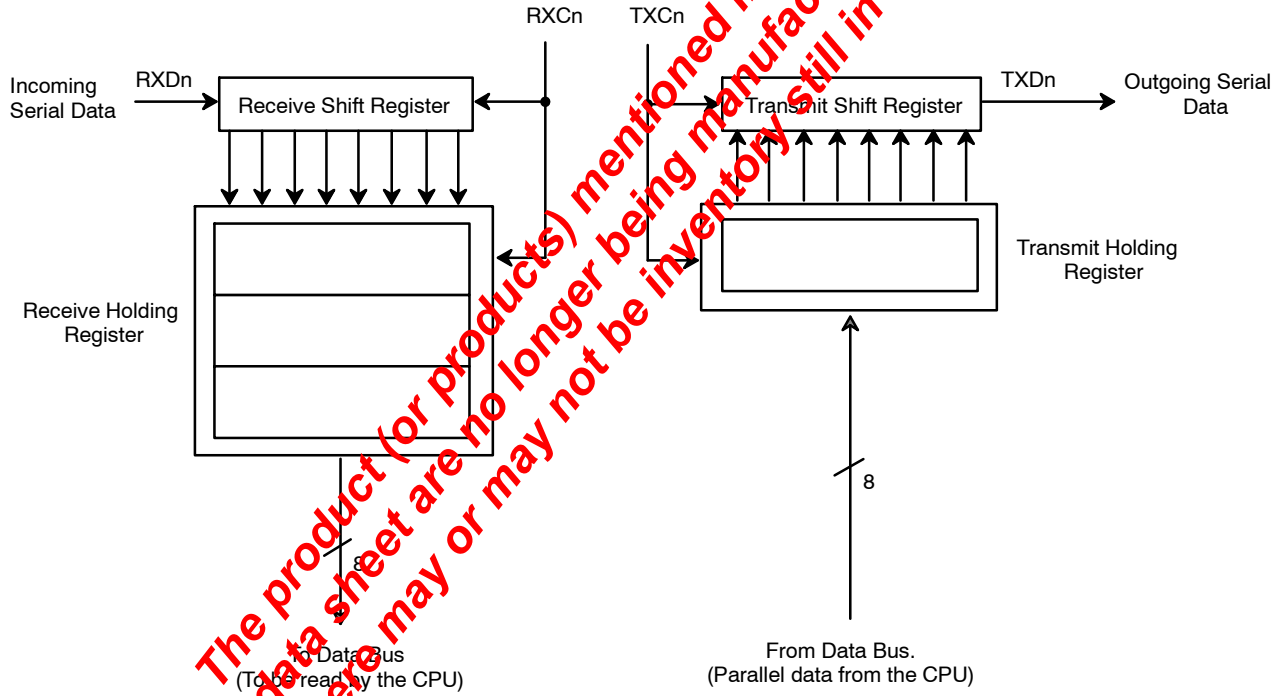 RXCn
TXCn
Incoming
Serial Data
RXDn
Receive Shift Register
Transmit Shift Register
TXDn
Outgoing Serial
Data
Receive Holding
Register
Transmit Holding
Register
8
8
To Data Bus
(To be read by the CPU)
From Data Bus.
(Parallel data from the CPU)
The product (or products) mentioned
data sheet are no longer being manufac
ere may or may not be inventory still in